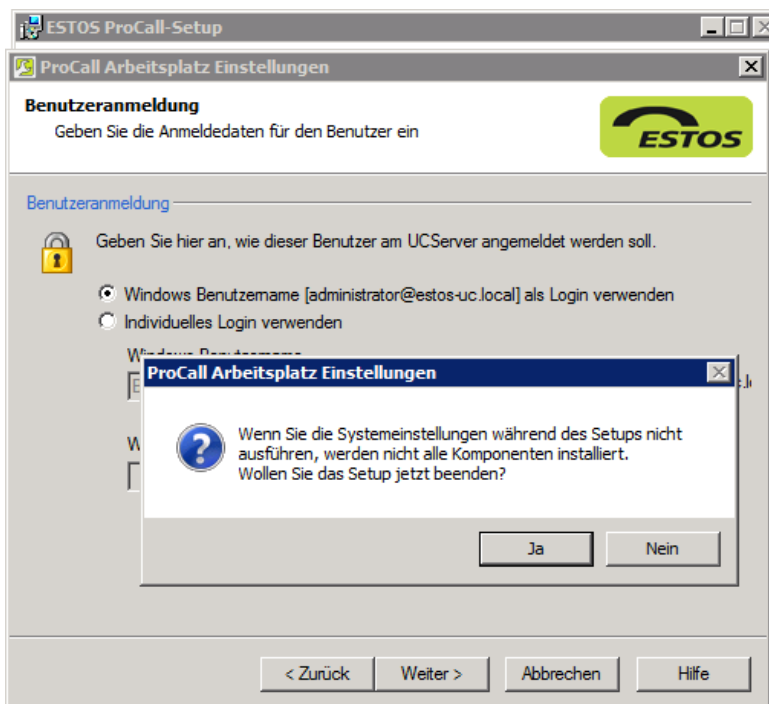 ESTOS ProCall-Setup
ProCall Arbeitsplatz Einstellungen
Benutzeranmeldung
Geben Sie die Anmeldedaten für den Benutzer ein
ESTOS
Benutzeranmeldung
Geben Sie hier an, wie dieser Benutzer am UCServer angemeldet werden soll.
Windows Benutzername [administrator@estos-uc.local] als Login verwenden
Individuelles Login verwenden
Windows Benutzername
ProCall Arbeitsplatz Einstellungen
Wenn Sie die Systemeinstellungen während des Setups nicht
ausführen, werden nicht alle Komponenten installiert.
Wollen Sie das Setup jetzt beenden?
Ja
Nein
< Zurück
Weiter >
Abbrechen
Hilfe